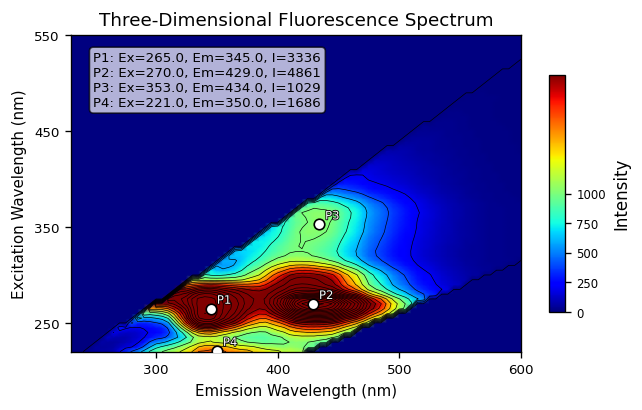 Three-Dimensional Fluorescence Spectrum
P1: Ex=265.0, Em=345.0, I=3336
P2: Ex=270.0, Em=429.0, I=4861
P3: Ex=353.0, Em=434.0, I=1029
P4: Ex=221.0, Em=350.0, I=1686
Excitation Wavelength (nm)
550
450
350
250
P3
P1
P2
P4
300
400
500
600
Emission Wavelength (nm)
1000
750
500
250
0
Intensity